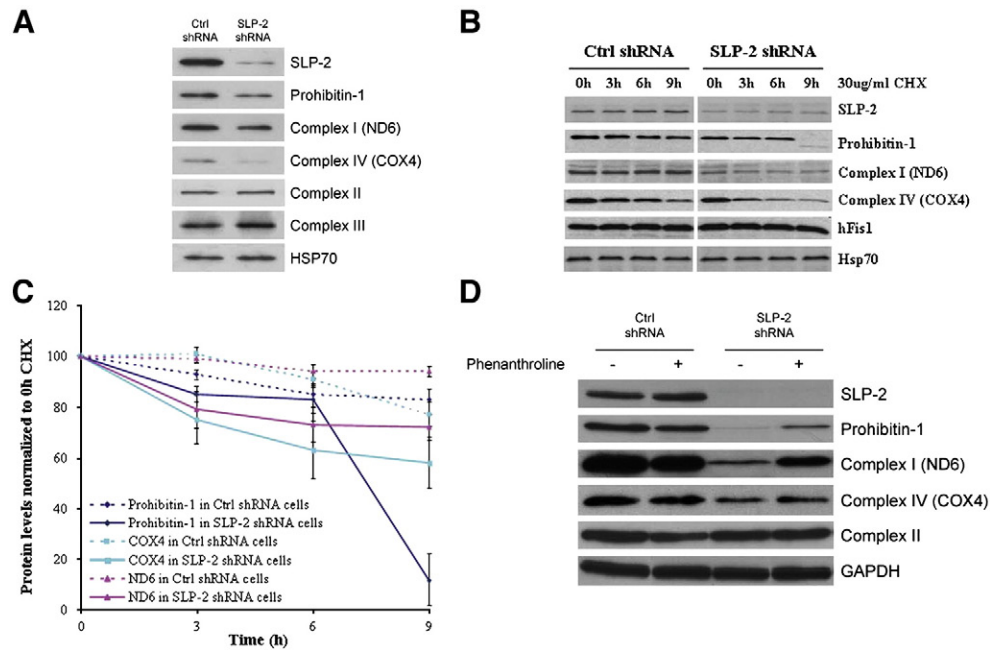 A
Ctrl shRNA
SLP-2 shRNA
SLP-2
Prohibitin-1
Complex I (ND6)
Complex IV (COX4)
Complex II
Complex III
HSP70
B
Ctrl shRNA SLP-2 shRNA
0h 3h 6h 9h 0h 3h 6h 9h 30ug/ml CHX
SLP-2
Prohibitin-1
Complex I (ND6)
Complex IV (COX4)
hFis1
Hsp70
C
Protein levels normalized to 0h CHX
120
100
80
60
40
20
0
Prohibitin-1 in Ctrl shRNA cells
Prohibitin-1 in SLP-2 shRNA cells
COX4 in Ctrl shRNA cells
COX4 in SLP-2 shRNA cells
ND6 in Ctrl shRNA cells
ND6 in SLP-2 shRNA cells
0 3 6 9
Time (h)
D
Ctrl shRNA
SLP-2 shRNA
Phenanthroline - + - +
SLP-2
Prohibitin-1
Complex I (ND6)
Complex IV (COX4)
Complex II
GAPDH